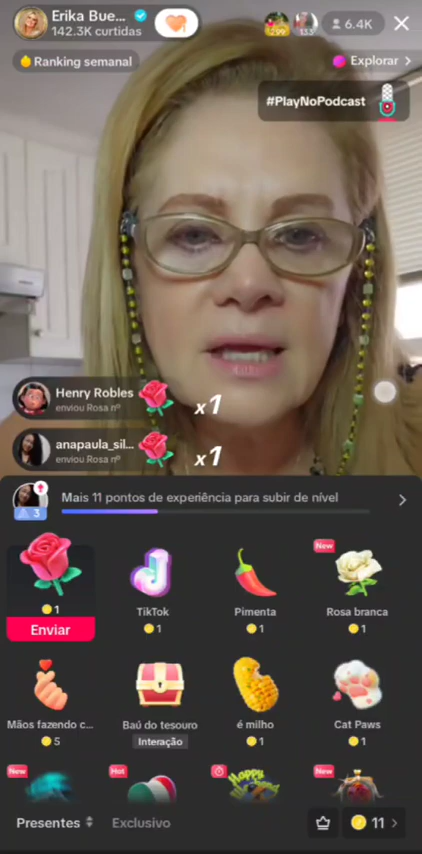 Erika Bue...
142.3K curtidas
299
133
6.4K
Ranking semanal
Explorar >
#PlayNoPodcast
Henry Robles
enviou Rosa nº
x1
anapaula_sil...
enviou Rosa nº
x1
3
Mais 11 pontos de experiência para subir de nível
1
Enviar
TikTok
1
Pimenta
1
New
Rosa branca
1
Mãos fazendo c...
5
Baú do tesouro
Interação
é milho
1
Cat Paws
1
New
Hot
Happy
New
Presentes
Exclusivo
11 >